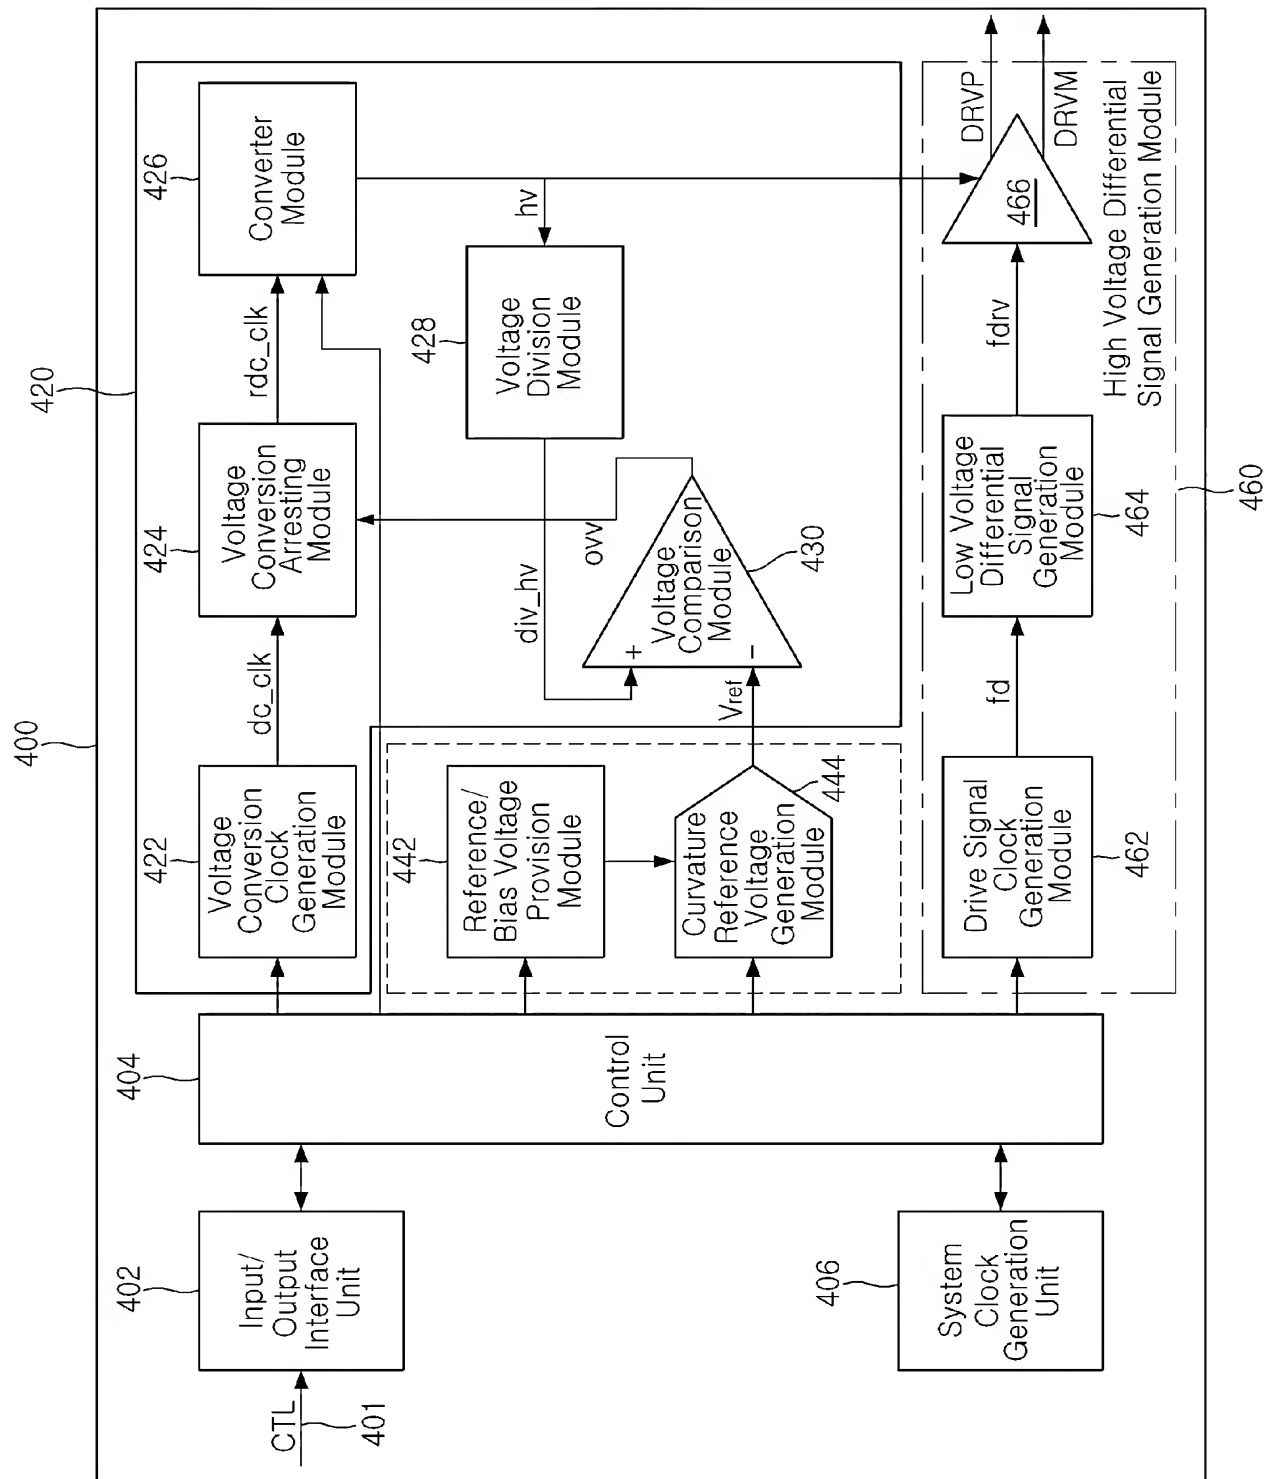 400
420
CTL
401
402
Input/
Output
Interface
Unit
404
Control
Unit
406
System
Clock
Generation
Unit
422
Voltage
Conversion
Clock
Generation
Module
dc_clk
424
Voltage
Conversion
Arresting
Module
rdc_clk
426
Converter
Module
hv
428
Voltage
Division
Module
div_hv
ovv
+
−
Voltage
Comparison
Module
430
Vref
442
Reference/
Bias Voltage
Provision
Module
Curvature
Reference
Voltage
Generation
Module
444
Drive Signal
Clock
Generation
Module
462
fd
Low Voltage
Differential
Signal
Generation
Module
464
fdrv
466
DRVP
DRVM
High Voltage Differential
Signal Generation Module
460